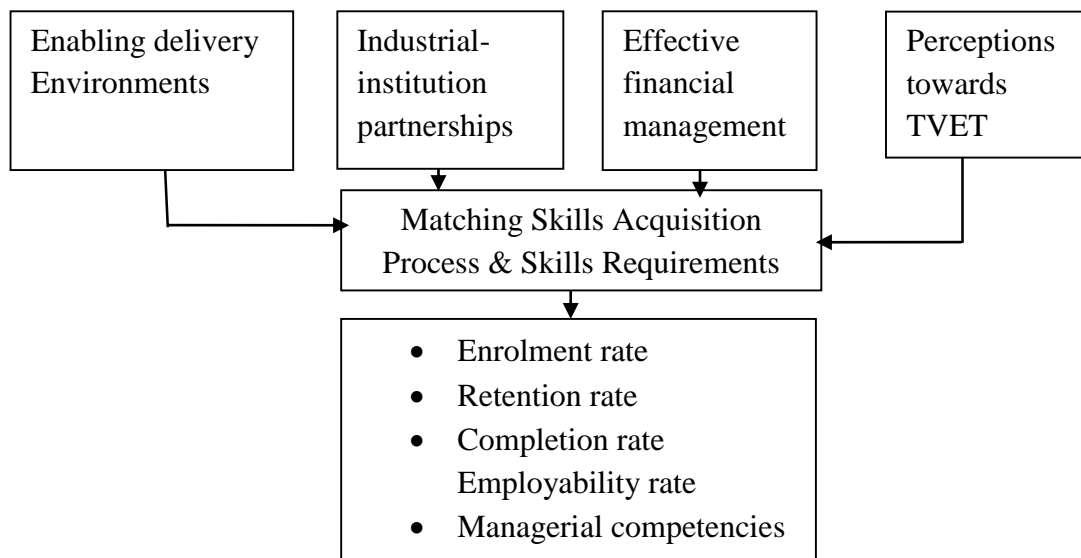 Enabling delivery
Environments
Industrial-
institution
partnerships
Effective
financial
management
Perceptions
towards
TVET
Matching Skills Acquisition
Process & Skills Requirements
• Enrolment rate
• Retention rate
• Completion rate
Employability rate
• Managerial competencies